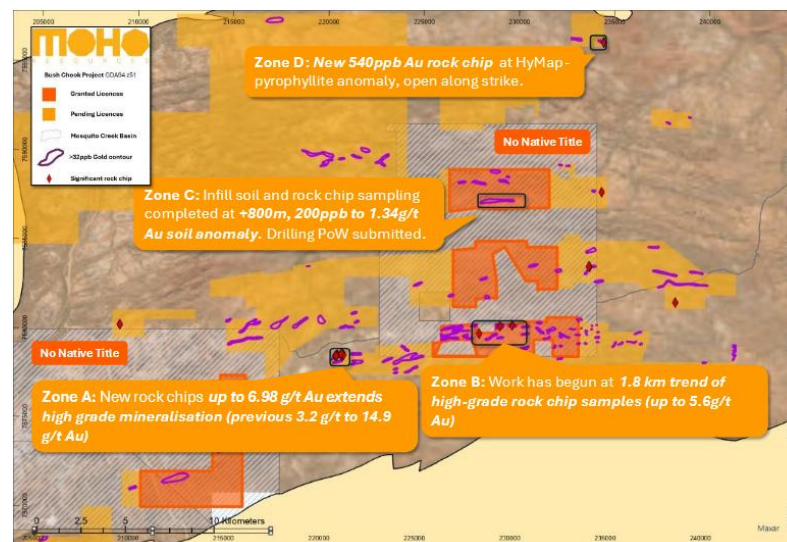 205000
210000
220000
225000
230000
235000
240000
MOHO
RESOURCES
Bush Chook Project GDA94 z51
Granted Licences
Pending Licences
Mosquito Creek Basin
>32ppb Gold contour
Significant rock chip
Zone D: New 540ppb Au rock chip at HyMap-
pyrophyllite anomaly, open along strike.
No Native Title
Zone C: Infill soil and rock chip sampling
completed at +800m, 200ppb to 1.34g/t
Au soil anomaly. Drilling PoW submitted.
No Native Title
Zone A: New rock chips up to 6.98 g/t Au extends
high grade mineralisation (previous 3.2 g/t to 14.9
g/t Au)
Zone B: Work has begun at 1.8 km trend of
high-grade rock chip samples (up to 5.6g/t
Au)
0 2.5 5 10 Kilometers
210000
215000
220000
225000
230000
235000
240000
Maxar